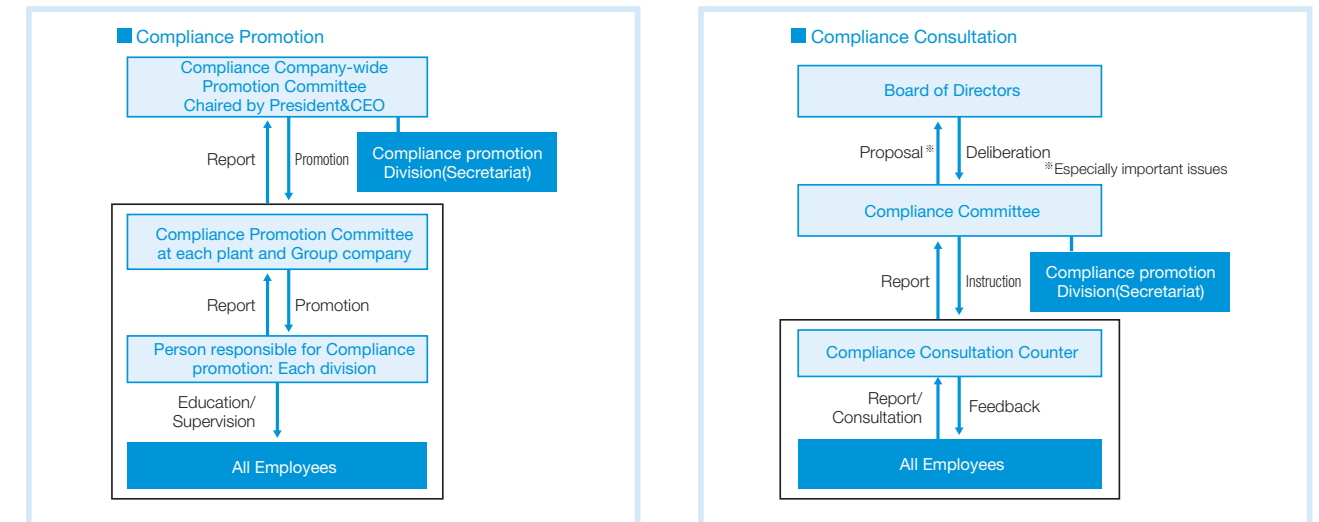 Compliance Promotion
Compliance Company-wide
Promotion Committee
Chaired by President&CEO
Report
Promotion
Compliance promotion
Division(Secretariat)
Compliance Promotion Committee
at each plant and Group company
Report
Promotion
Person responsible for Compliance
promotion: Each division
Education/
Supervision
All Employees
Compliance Consultation
Board of Directors
Proposal※
Deliberation
※Especially important issues
Compliance Committee
Report
Instruction
Compliance promotion
Division(Secretariat)
Compliance Consultation Counter
Report/
Consultation
Feedback
All Employees